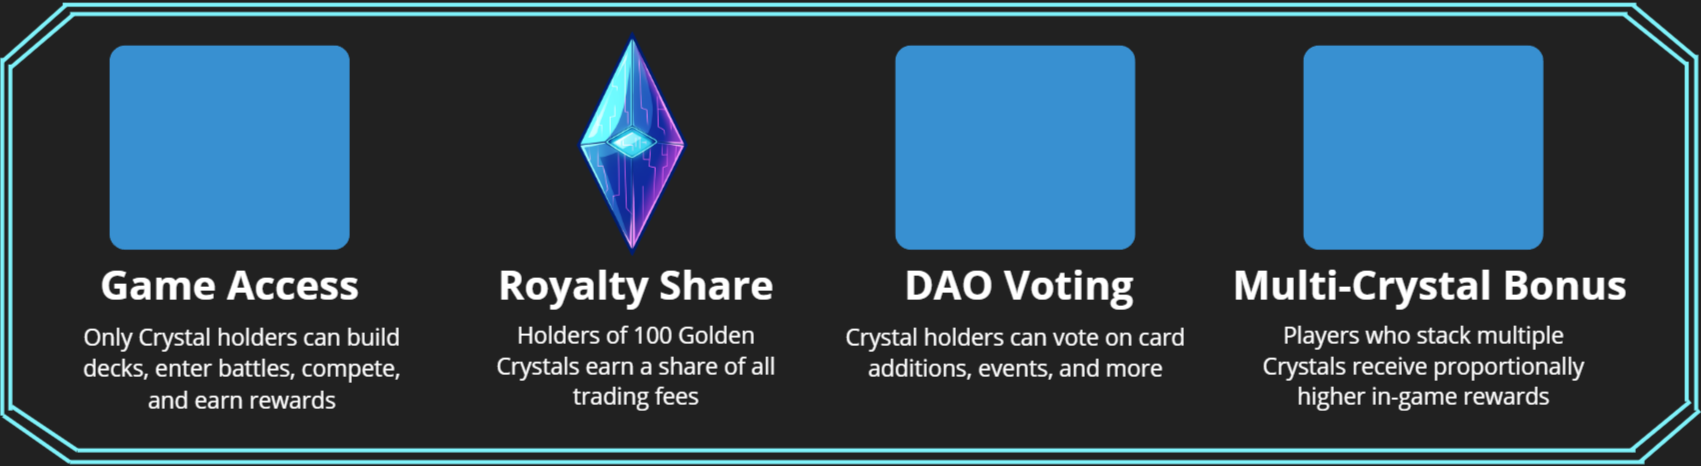 Game Access
Only Crystal holders can build
decks, enter battles, compete,
and earn rewards
Royalty Share
Holders of 100 Golden
Crystals earn a share of all
trading fees
DAO Voting
Crystal holders can vote on card
additions, events, and more
Multi-Crystal Bonus
Players who stack multiple
Crystals receive proportionally
higher in-game rewards